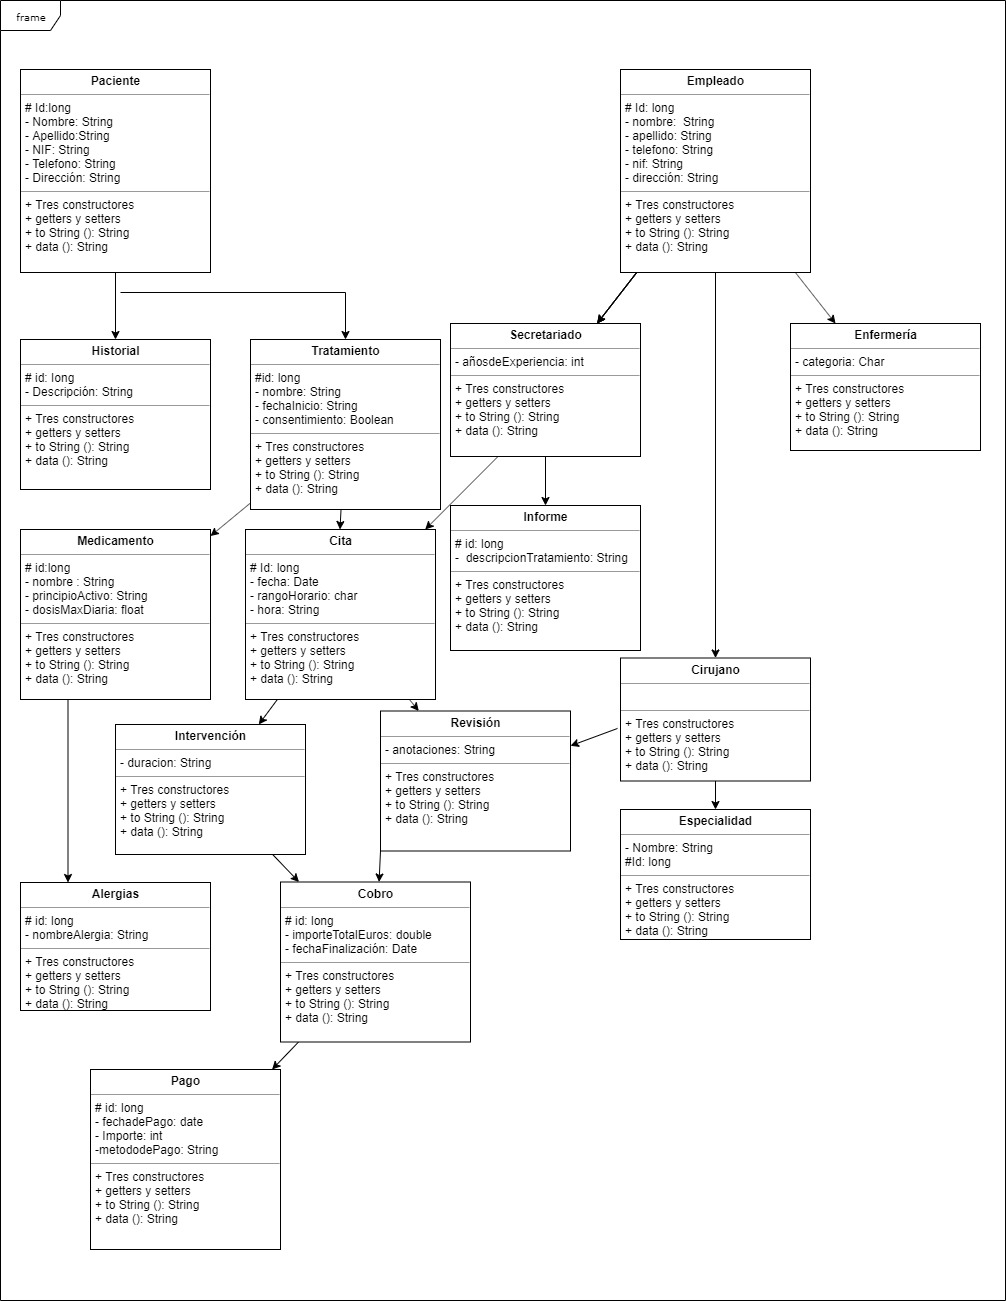 frame
Paciente
# Id:long
- Nombre: String
- Apellido:String
- NIF: String
- Telefono: String
- Dirección: String
+ Tres constructores
+ getters y setters
+ to String (): String
+ data (): String
Empleado
# Id: long
- nombre:  String
- apellido: String
- telefono: String
- nif: String
- dirección: String
+ Tres constructores
+ getters y setters
+ to String (): String
+ data (): String
Historial
# id: long
- Descripción: String
+ Tres constructores
+ getters y setters
+ to String (): String
+ data (): String
Tratamiento
#id: long
- nombre: String
- fechaInicio: String
- consentimiento: Boolean
+ Tres constructores
+ getters y setters
+ to String (): String
+ data (): String
Secretariado
- añosdeExperiencia: int
+ Tres constructores
+ getters y setters
+ to String (): String
+ data (): String
Enfermería
- categoria: Char
+ Tres constructores
+ getters y setters
+ to String (): String
+ data (): String
Medicamento
# id:long
- nombre : String
- principioActivo: String
- dosisMaxDiaria: float
+ Tres constructores
+ getters y setters
+ to String (): String
+ data (): String
Cita
# Id: long
- fecha: Date
- rangoHorario: char
- hora: String
+ Tres constructores
+ getters y setters
+ to String (): String
+ data (): String
Informe
# id: long
-  descripcionTratamiento: String
+ Tres constructores
+ getters y setters
+ to String (): String
+ data (): String
Cirujano
+ Tres constructores
+ getters y setters
+ to String (): String
+ data (): String
Intervención
- duracion: String
+ Tres constructores
+ getters y setters
+ to String (): String
+ data (): String
Revisión
- anotaciones: String
+ Tres constructores
+ getters y setters
+ to String (): String
+ data (): String
Especialidad
- Nombre: String
#Id: long
+ Tres constructores
+ getters y setters
+ to String (): String
+ data (): String
Alergias
# id: long
- nombreAlergia: String
+ Tres constructores
+ getters y setters
+ to String (): String
+ data (): String
Cobro
# id: long
- importeTotalEuros: double
- fechaFinalización: Date
+ Tres constructores
+ getters y setters
+ to String (): String
+ data (): String
Pago
# id: long
- fechadePago: date
- Importe: int
-metododePago: String
+ Tres constructores
+ getters y setters
+ to String (): String
+ data (): String